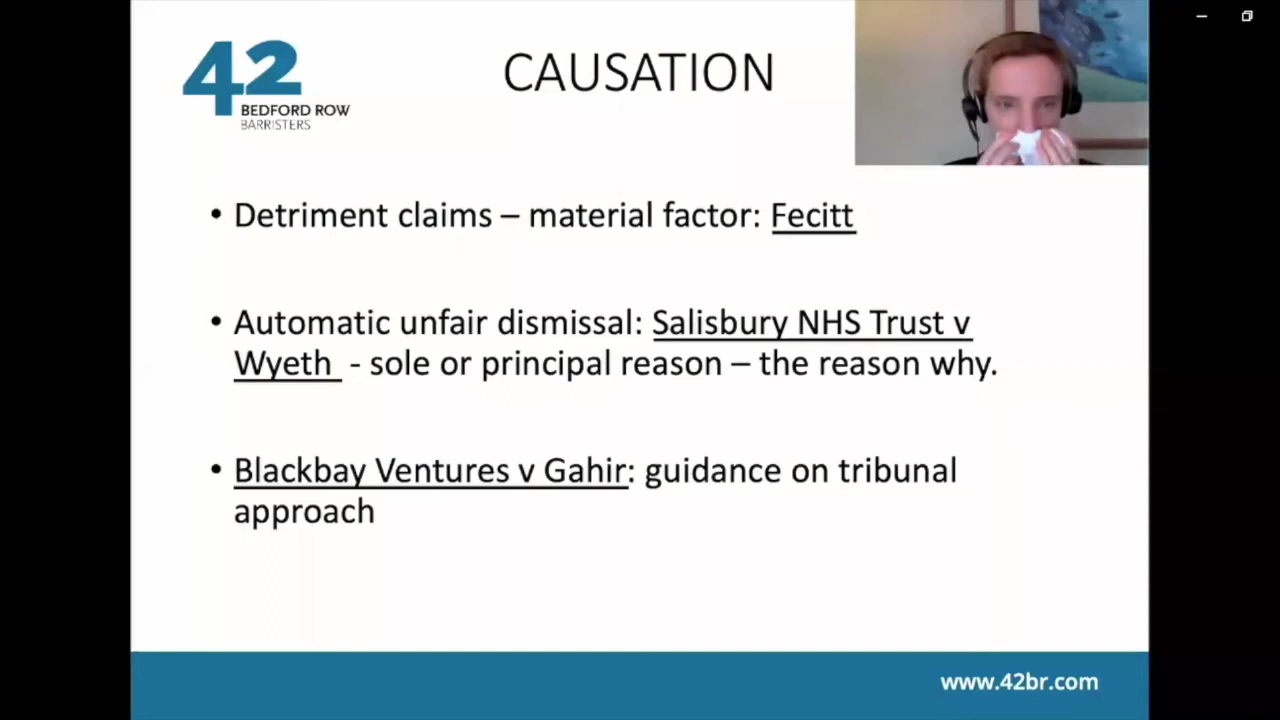 42
BEDFORD ROW
BARRISTERS
CAUSATION
• Detriment claims – material factor: Fecitt
• Automatic unfair dismissal: Salisbury NHS Trust v
Wyeth - sole or principal reason – the reason why.
• Blackbay Ventures v Gahir: guidance on tribunal
approach
www.42br.com